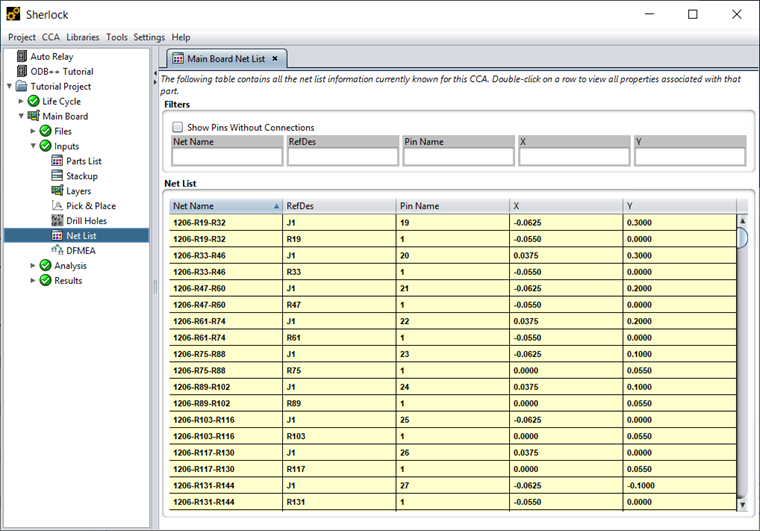 Sherlock
Project CCA Libraries Tools Settings Help
Auto Relay
ODB++ Tutorial
Tutorial Project
Life Cycle
Main Board
Files
Inputs
Parts List
Stackup
Layers
Pick & Place
Drill Holes
Net List
DFMEA
Analysis
Results
Main Board Net List
The following table contains all the net list information currently known for this CCA. Double-click on a row to view all properties associated with that
part.
Filters
Show Pins Without Connections
Net Name RefDes Pin Name X Y
Net List
Net Name RefDes Pin Name X Y
1206-R19-R32 J1 19 -0.0625 0.3000
1206-R19-R32 R19 1 -0.0550 0.0000
1206-R33-R46 J1 20 0.0375 0.3000
1206-R33-R46 R33 1 -0.0550 0.0000
1206-R47-R60 J1 21 -0.0625 0.2000
1206-R47-R60 R47 1 -0.0550 0.0000
1206-R61-R74 J1 22 0.0375 0.2000
1206-R61-R74 R61 1 -0.0550 0.0000
1206-R75-R88 J1 23 -0.0625 0.1000
1206-R75-R88 R75 1 0.0000 0.0550
1206-R89-R102 J1 24 0.0375 0.1000
1206-R89-R102 R89 1 0.0000 0.0550
1206-R103-R116 J1 25 -0.0625 0.0000
1206-R103-R116 R103 1 0.0000 0.0550
1206-R117-R130 J1 26 0.0375 0.0000
1206-R117-R130 R117 1 0.0000 0.0550
1206-R131-R144 J1 27 -0.0625 -0.1000
1206-R131-R144 R131 1 -0.0550 0.0000